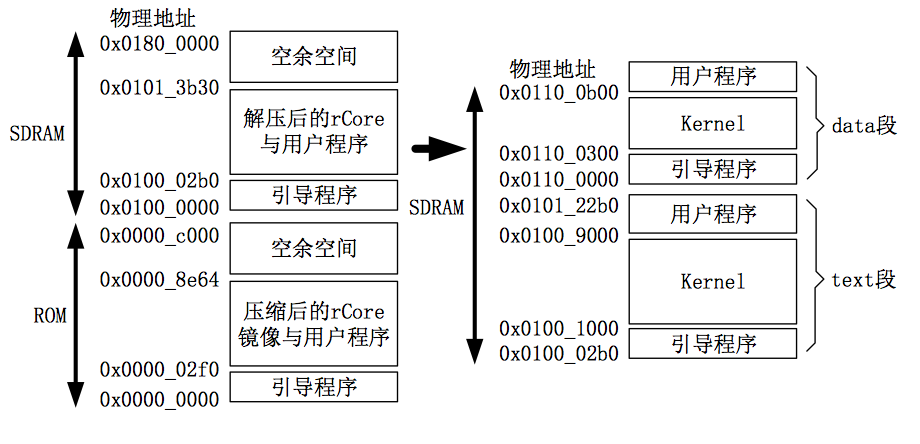 物理地址
0x0180_0000
空余空间
0x0101_3b30
SDRAM
解压后的rCore
与用户程序
0x0100_02b0
引导程序
0x0100_0000
0x0000_c000
空余空间
0x0000_8e64
ROM
压缩后的rCore
镜像与用户程序
0x0000_02f0
引导程序
0x0000_0000
物理地址
用户程序
0x0110_0b00
Kernel
data段
0x0110_0300
引导程序
0x0110_0000
SDRAM
0x0101_22b0
用户程序
0x0100_9000
Kernel
text段
0x0100_1000
引导程序
0x0100_02b0